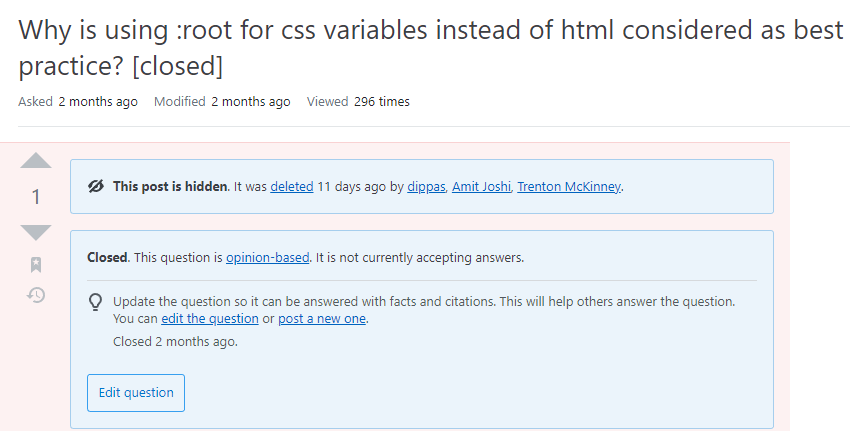 Why is using :root for css variables instead of html considered as best
practice? [closed]
Asked 2 months ago Modified 2 months ago Viewed 296 times
1
This post is hidden. It was deleted 11 days ago by dippas, Amit Joshi, Trenton McKinney.
Closed. This question is opinion-based. It is not currently accepting answers.
Update the question so it can be answered with facts and citations. This will help others answer the question.
You can edit the question or post a new one.
Closed 2 months ago.
Edit question